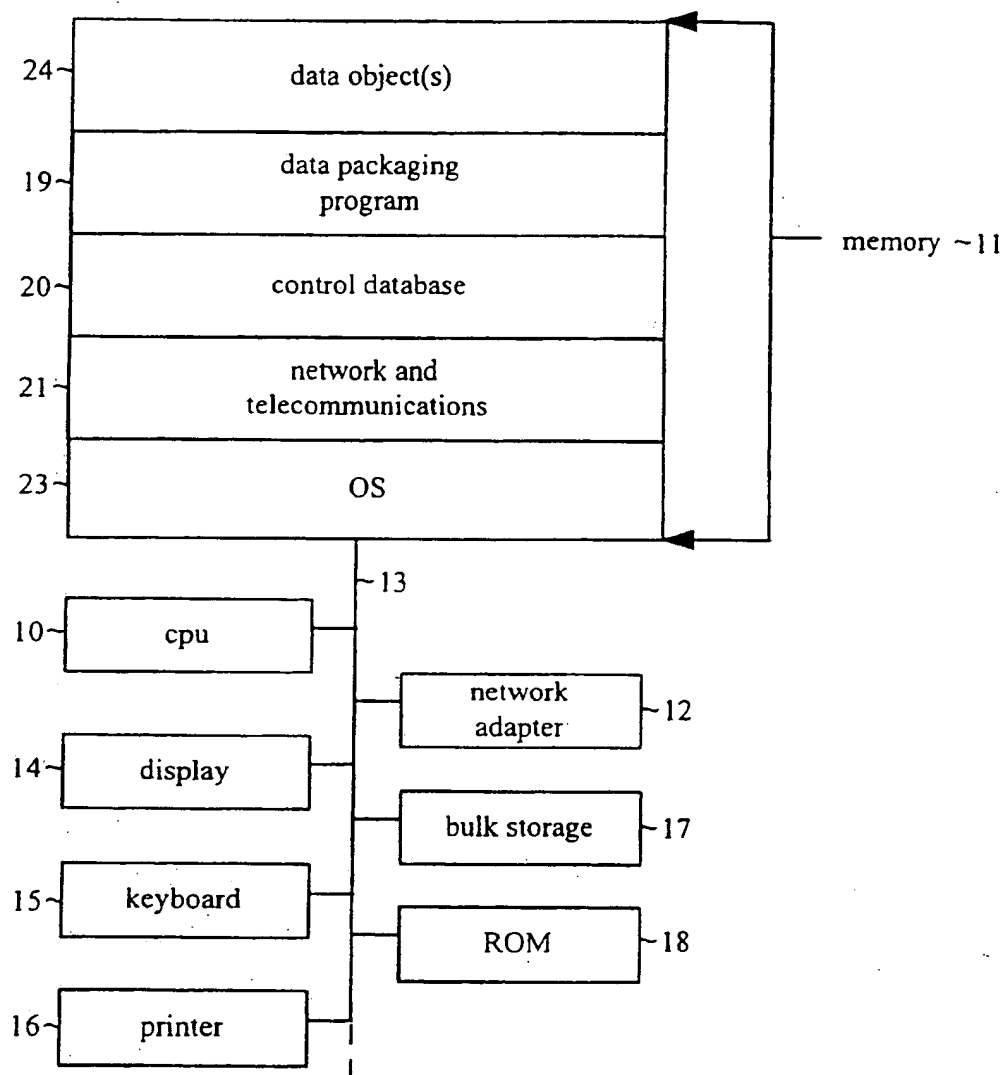 24~ data object(s)
19~ data packaging
program
memory ~11
20~ control database
21~ network and
telecommunications
23~ OS
~13
10~ cpu
network
adapter ~12
14~ display
bulk storage ~17
15~ keyboard
ROM ~18
16~ printer